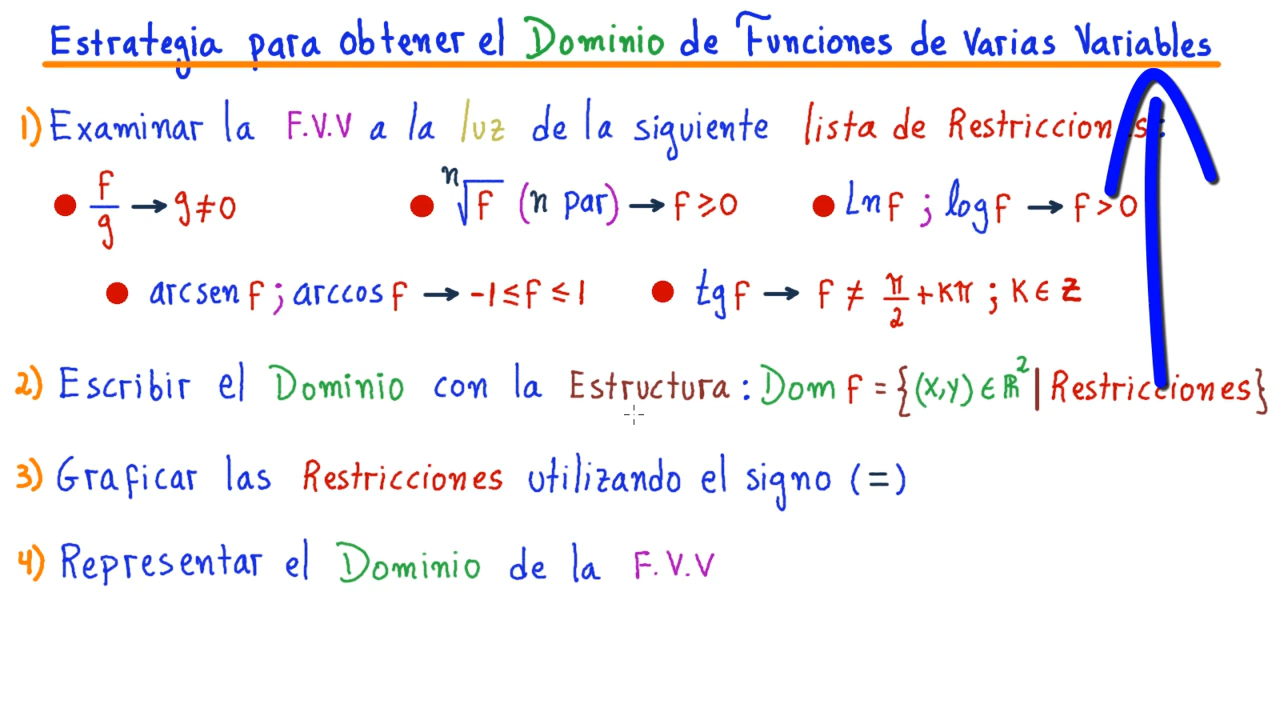 Estrategia para obtener el Dominio de Funciones de Varias Variables
1) Examinar la F.V.V a la luz de la siguiente lista de Restricciones:
• f/g → g ≠ 0 • ⁿ√f (n par) → f ≥ 0 • Ln f ; log f → f > 0
• arcsen f ; arccos f → -1 ≤ f ≤ 1 • tg f → f ≠ π/2 + kπ ; k ∈ Z
2) Escribir el Dominio con la Estructura : Dom f = {(x,y) ∈ ℝ² | Restricciones}
3) Graficar las Restricciones utilizando el signo (=)
4) Representar el Dominio de la F.V.V